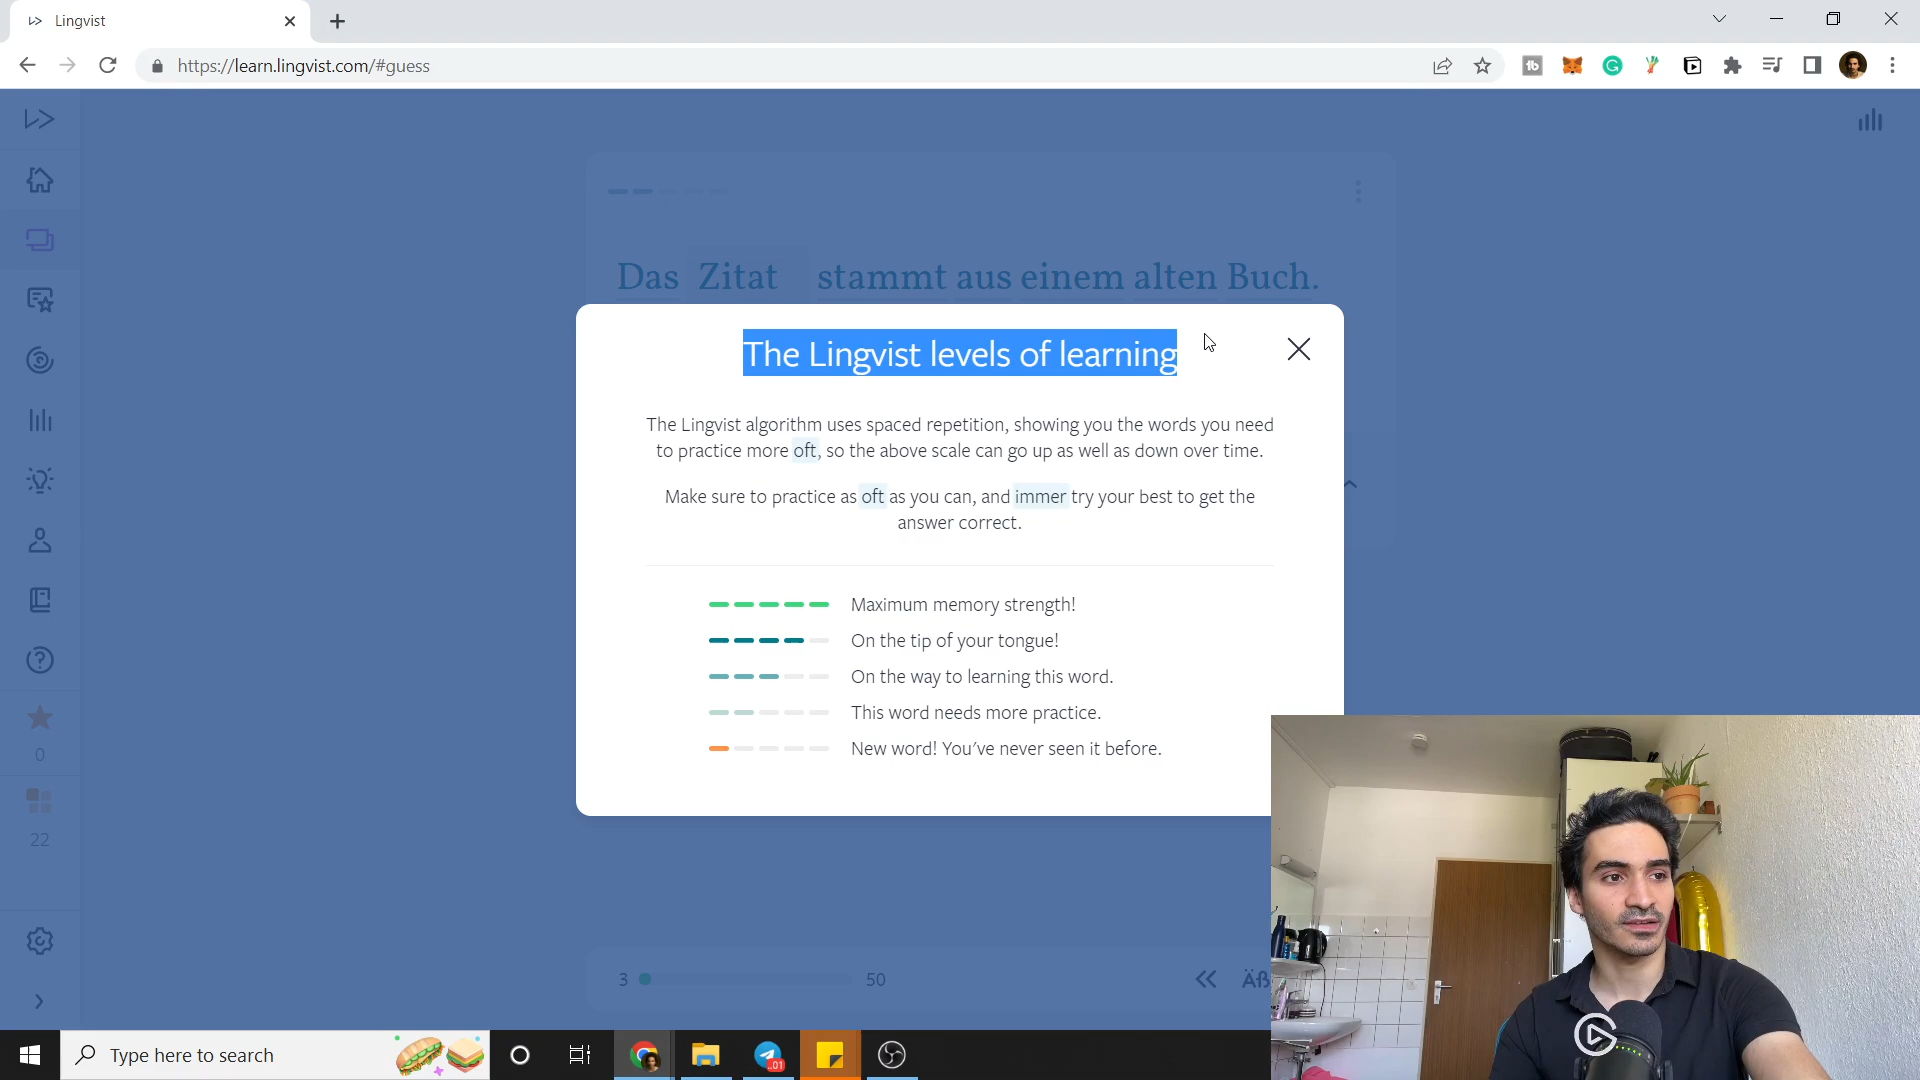 Lingvist
https://learn.lingvist.com/#guess
Das Zitat stammt aus einem alten Buch.
The Lingvist levels of learning
The Lingvist algorithm uses spaced repetition, showing you the words you need
to practice more oft, so the above scale can go up as well as down over time.
Make sure to practice as oft as you can, and immer try your best to get the
answer correct.
Maximum memory strength!
On the tip of your tongue!
On the way to learning this word.
This word needs more practice.
New word! You've never seen it before.
0
22
3 50 Äß
Type here to search